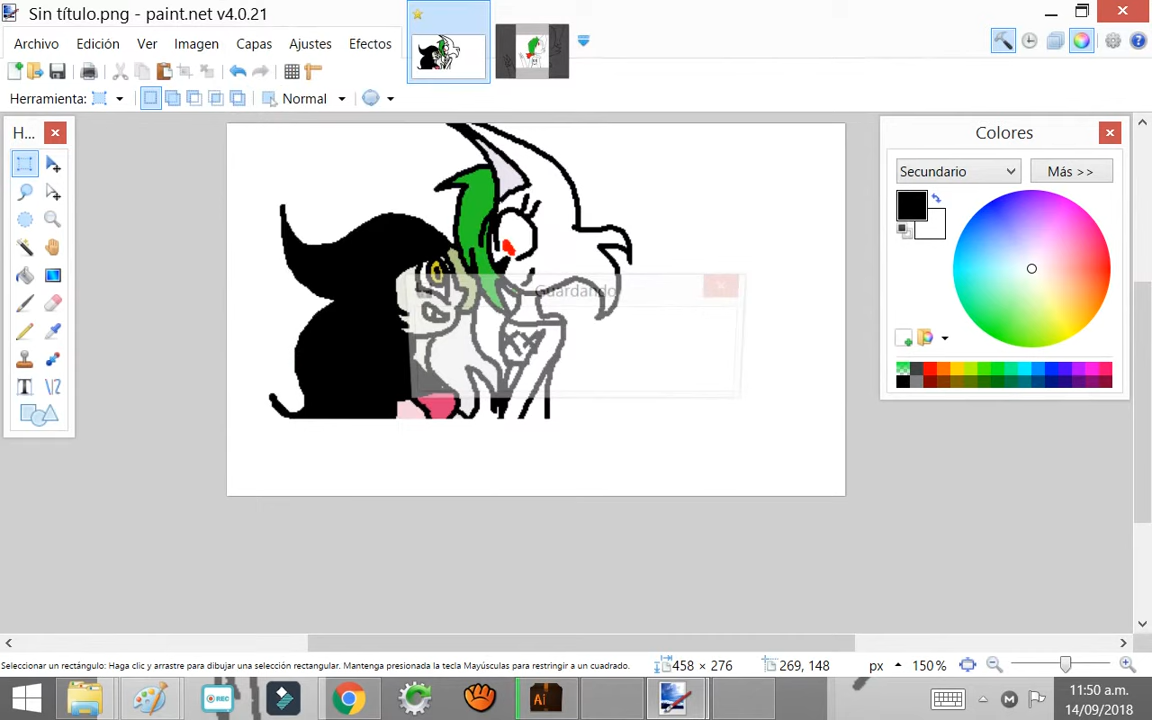 Sin título.png - paint.net v4.0.21
Archivo Edición Ver Imagen Capas Ajustes Efectos
Herramienta: Normal
H...
Colores
Secundario Más >>
Guardando
Seleccionar un rectángulo: Haga clic y arrastre para dibujar una selección rectangular. Mantenga presionada la tecla Mayúsculas para restringir a un cuadrado.
458 × 276 269, 148 px 150%
REC Ai M 11:50 a.m.
14/09/2018